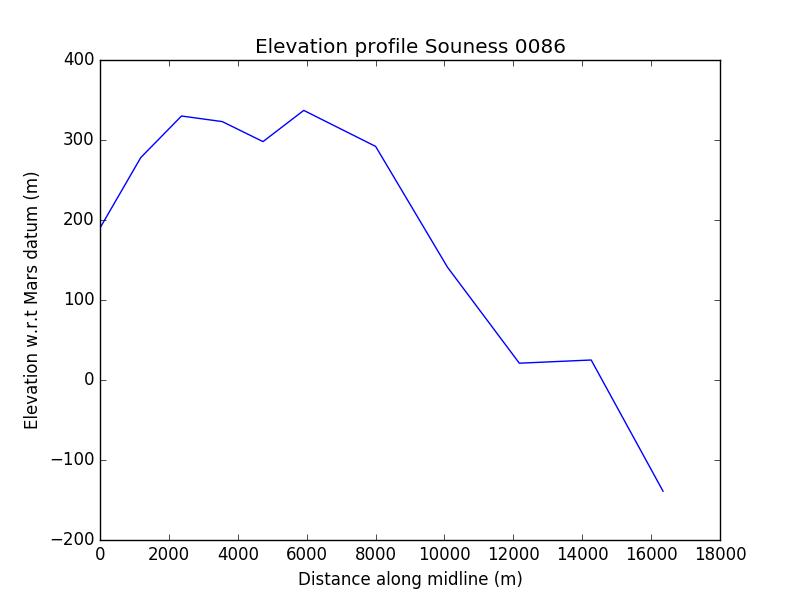 Elevation profile Souness 0086
400
300
200
100
0
−100
−200
Elevation w.r.t Mars datum (m)
0 2000 4000 6000 8000 10000 12000 14000 16000 18000
Distance along midline (m)